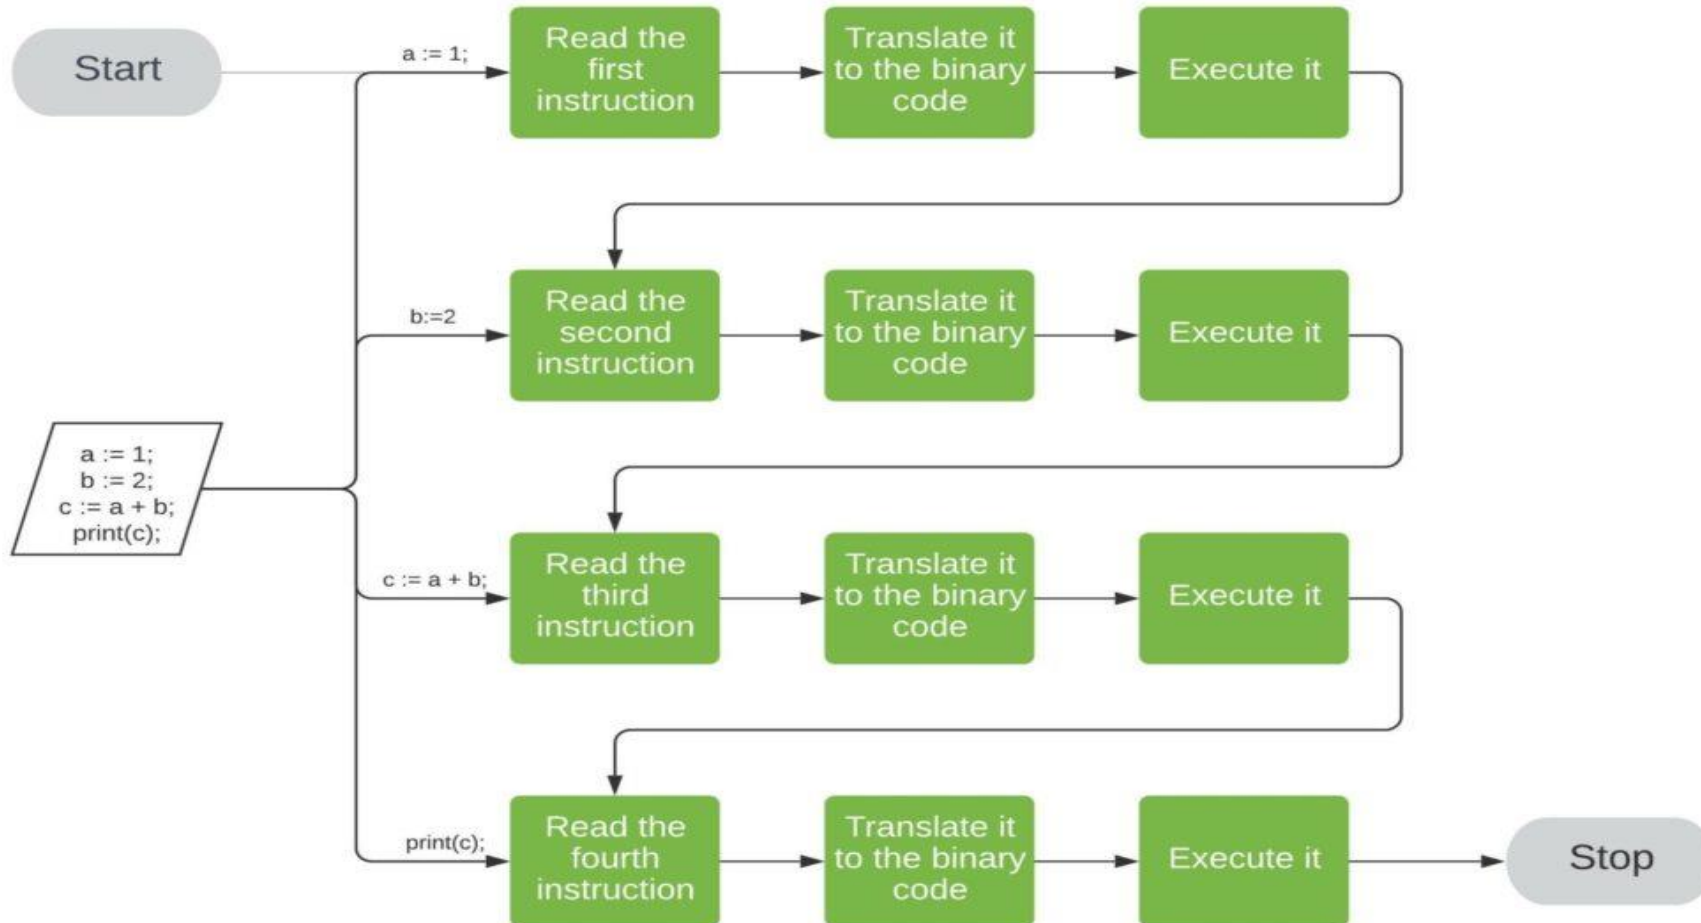 Start
a := 1;
Read the
first
instruction
Translate it
to the binary
code
Execute it
b:=2
Read the
second
instruction
Translate it
to the binary
code
Execute it
a := 1;
b := 2;
c := a + b;
print(c);
c := a + b;
Read the
third
instruction
Translate it
to the binary
code
Execute it
print(c);
Read the
fourth
instruction
Translate it
to the binary
code
Execute it
Stop